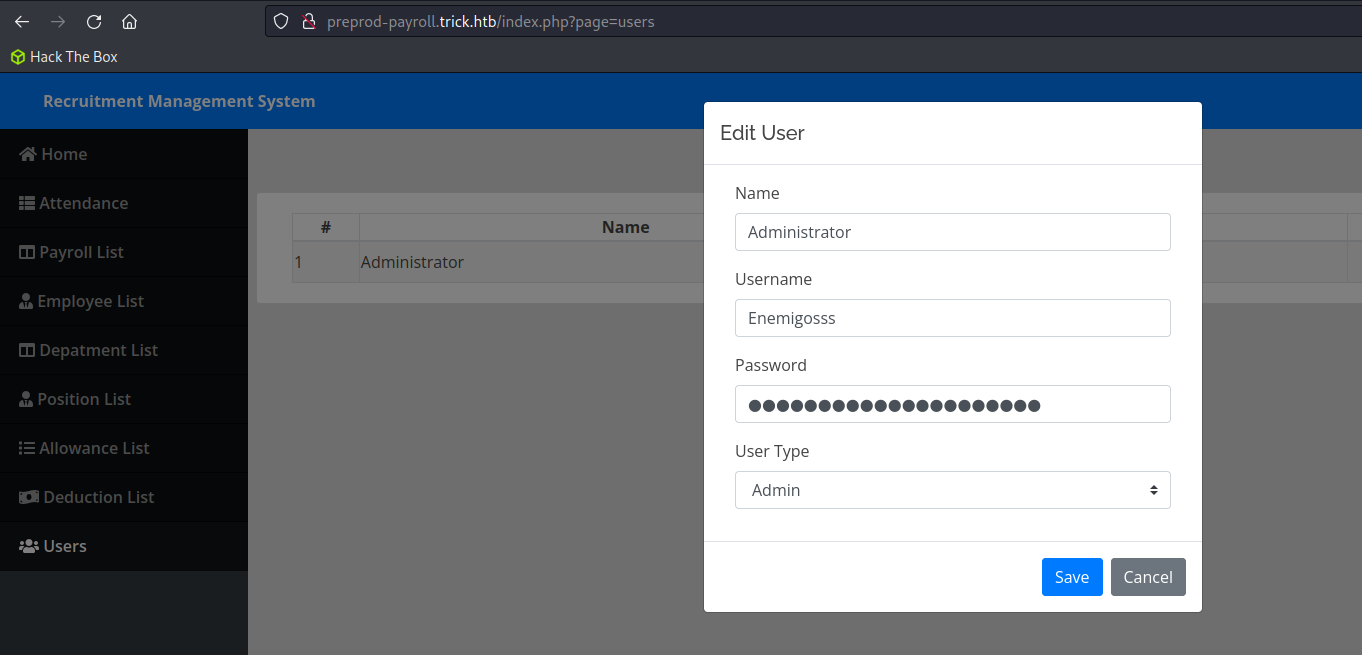 preprod-payroll.trick.htb/index.php?page=users
Hack The Box
Recruitment Management System
Home
Attendance
Payroll List
Employee List
Depatment List
Position List
Allowance List
Deduction List
Users
# Name
1 Administrator
Edit User
Name
Administrator
Username
Enemigosss
Password
●●●●●●●●●●●●●●●●●●●●●
User Type
Admin
Save Cancel